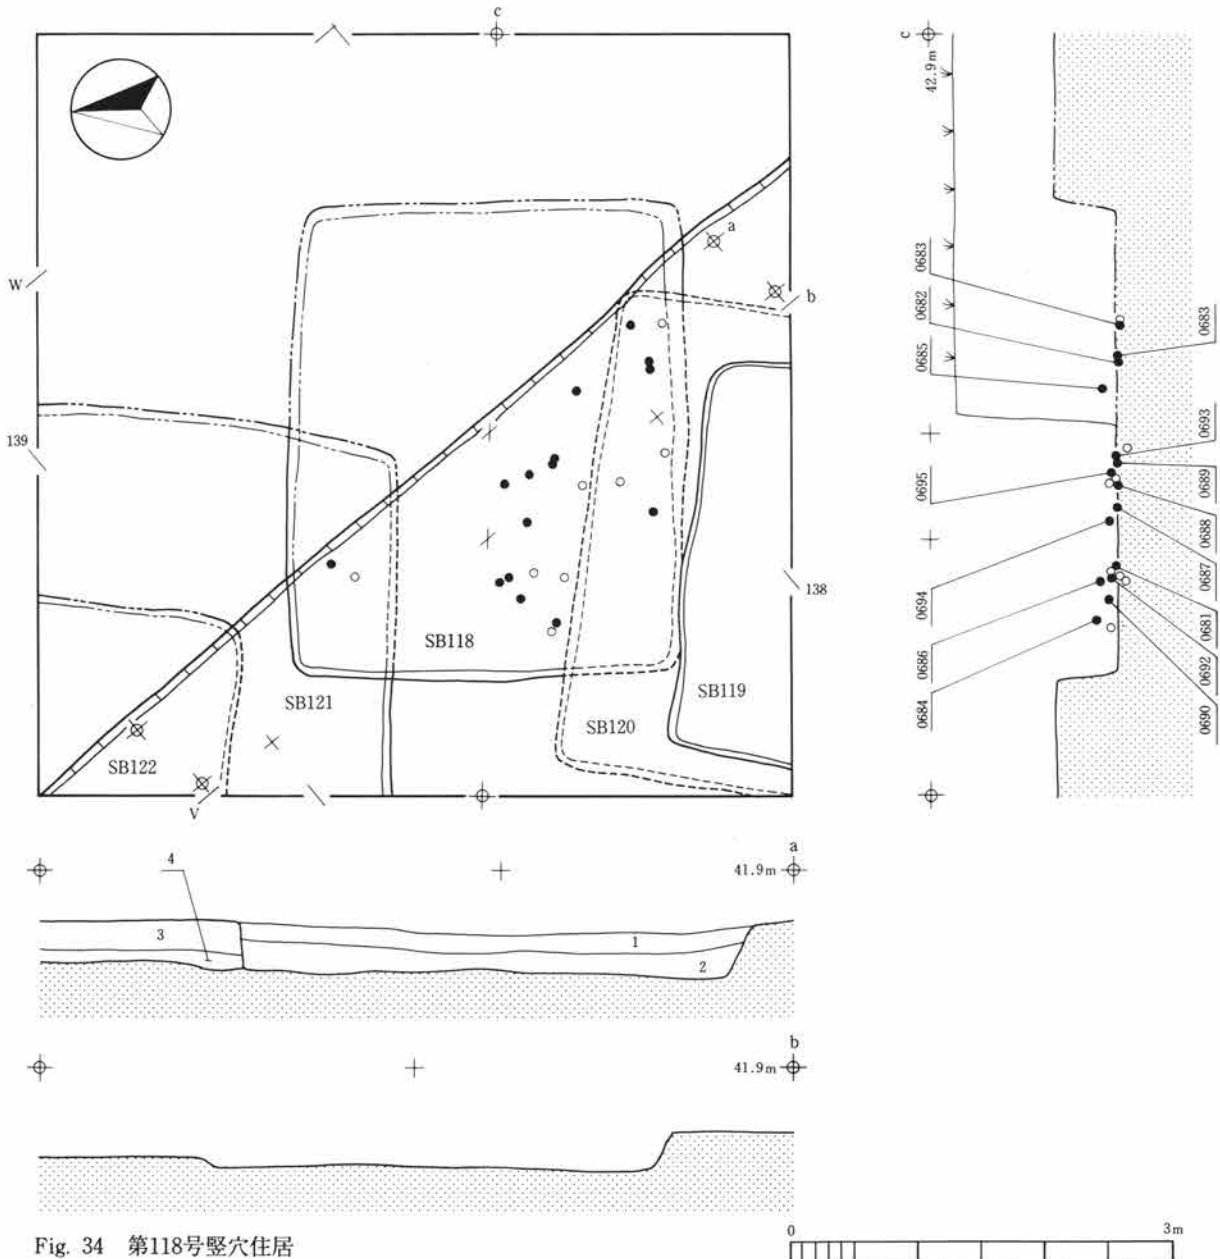 c
a
b
W
139
138
SB118
SB119
SB121
SB120
SB122
V
c
42.9m
0683
0682
0685
0695
0694
0686
0684
0683
0693
0689
0688
0687
0681
0692
0690
4
a
41.9m
3
1
2
b
41.9m
Fig. 34 第118号竪穴住居
0
3m